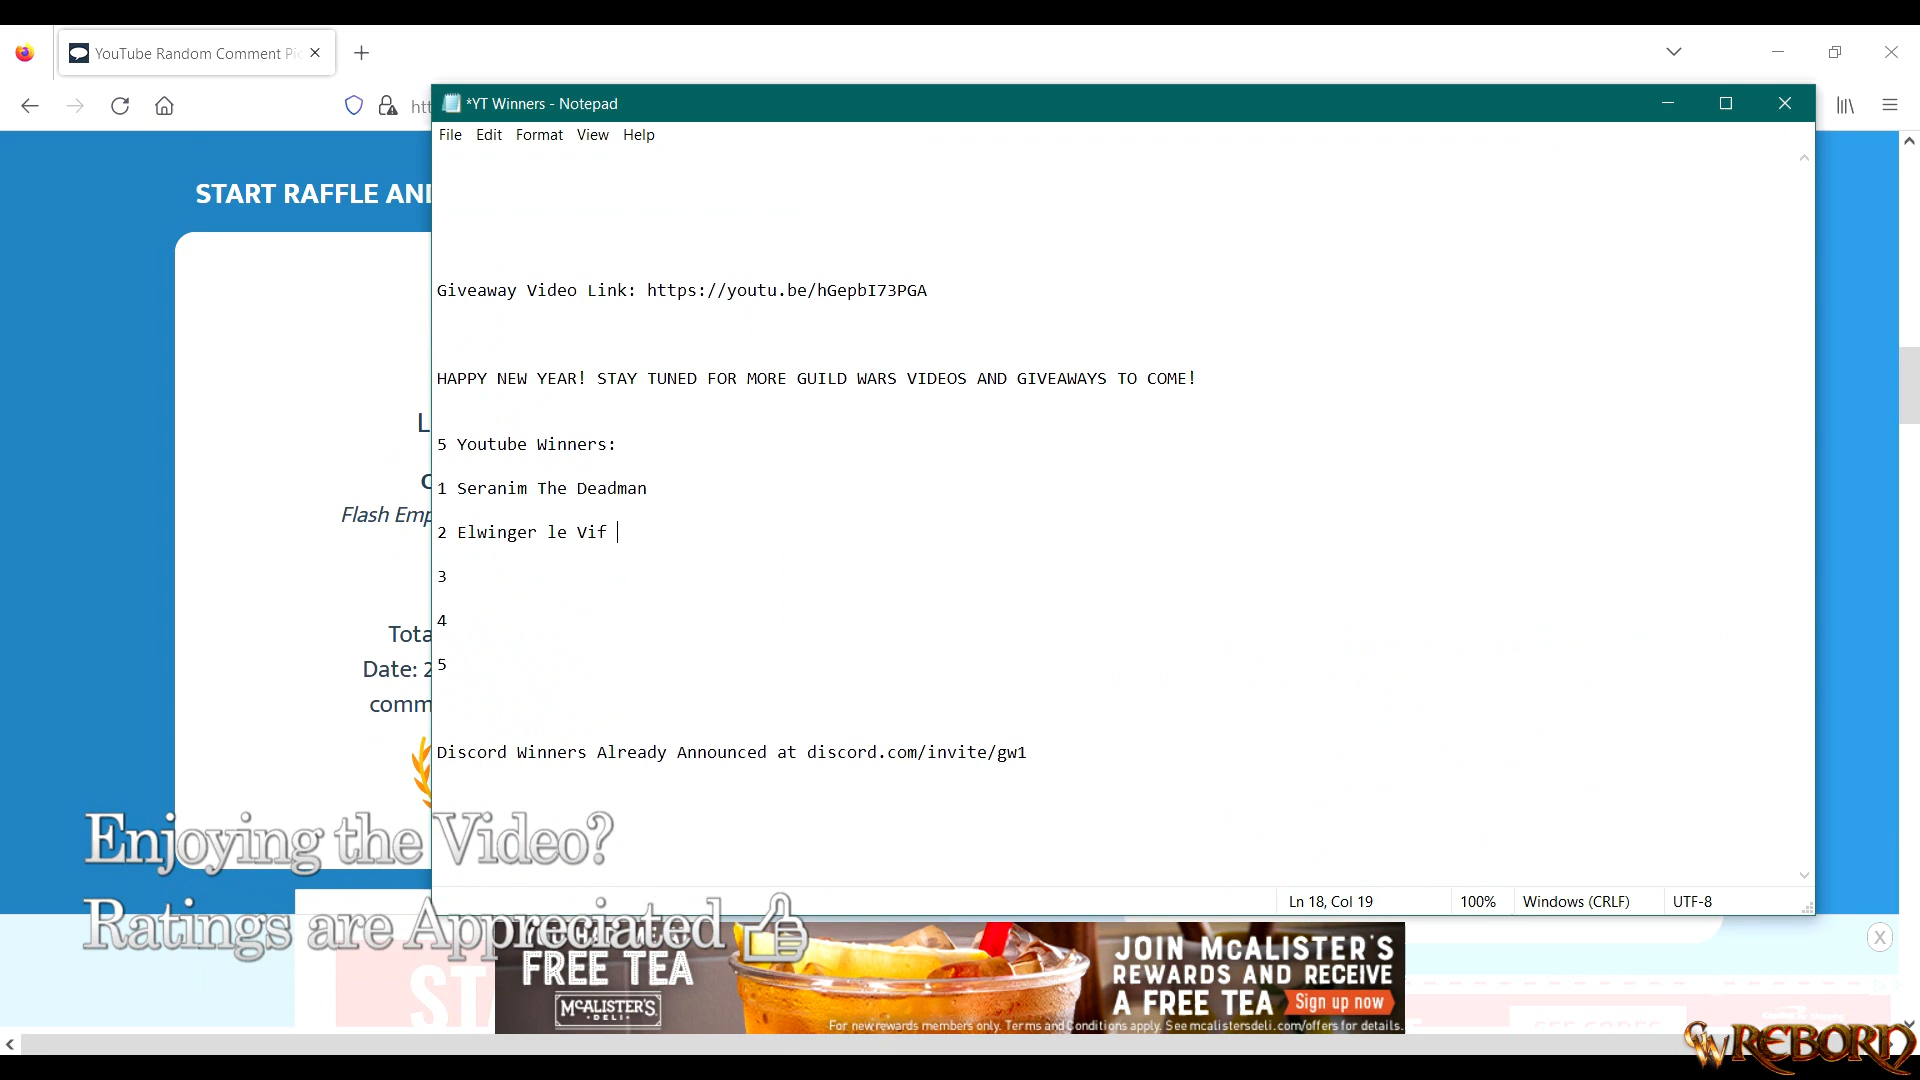 YouTube Random Comment Pic
htt
*YT Winners - Notepad
File Edit Format View Help
START RAFFLE AND
Giveaway Video Link: https://youtu.be/hGepbI73PGA
HAPPY NEW YEAR! STAY TUNED FOR MORE GUILD WARS VIDEOS AND GIVEAWAYS TO COME!
L
5 Youtube Winners:
1 Seranim The Deadman
Flash Emp
2 Elwinger le Vif
3
4
Tota
5
Date: 2
comm
Discord Winners Already Announced at discord.com/invite/gw1
Enjoying the Video?
Ratings are Appreciated
Ln 18, Col 19 100% Windows (CRLF) UTF-8
FREE TEA
McALISTER'S
DELI
JOIN McALISTER'S
REWARDS AND RECEIVE
A FREE TEA Sign up now
For new rewards members only. Terms and Conditions apply. See mcalistersdeli.com/offers for details.
X
GW REBORN